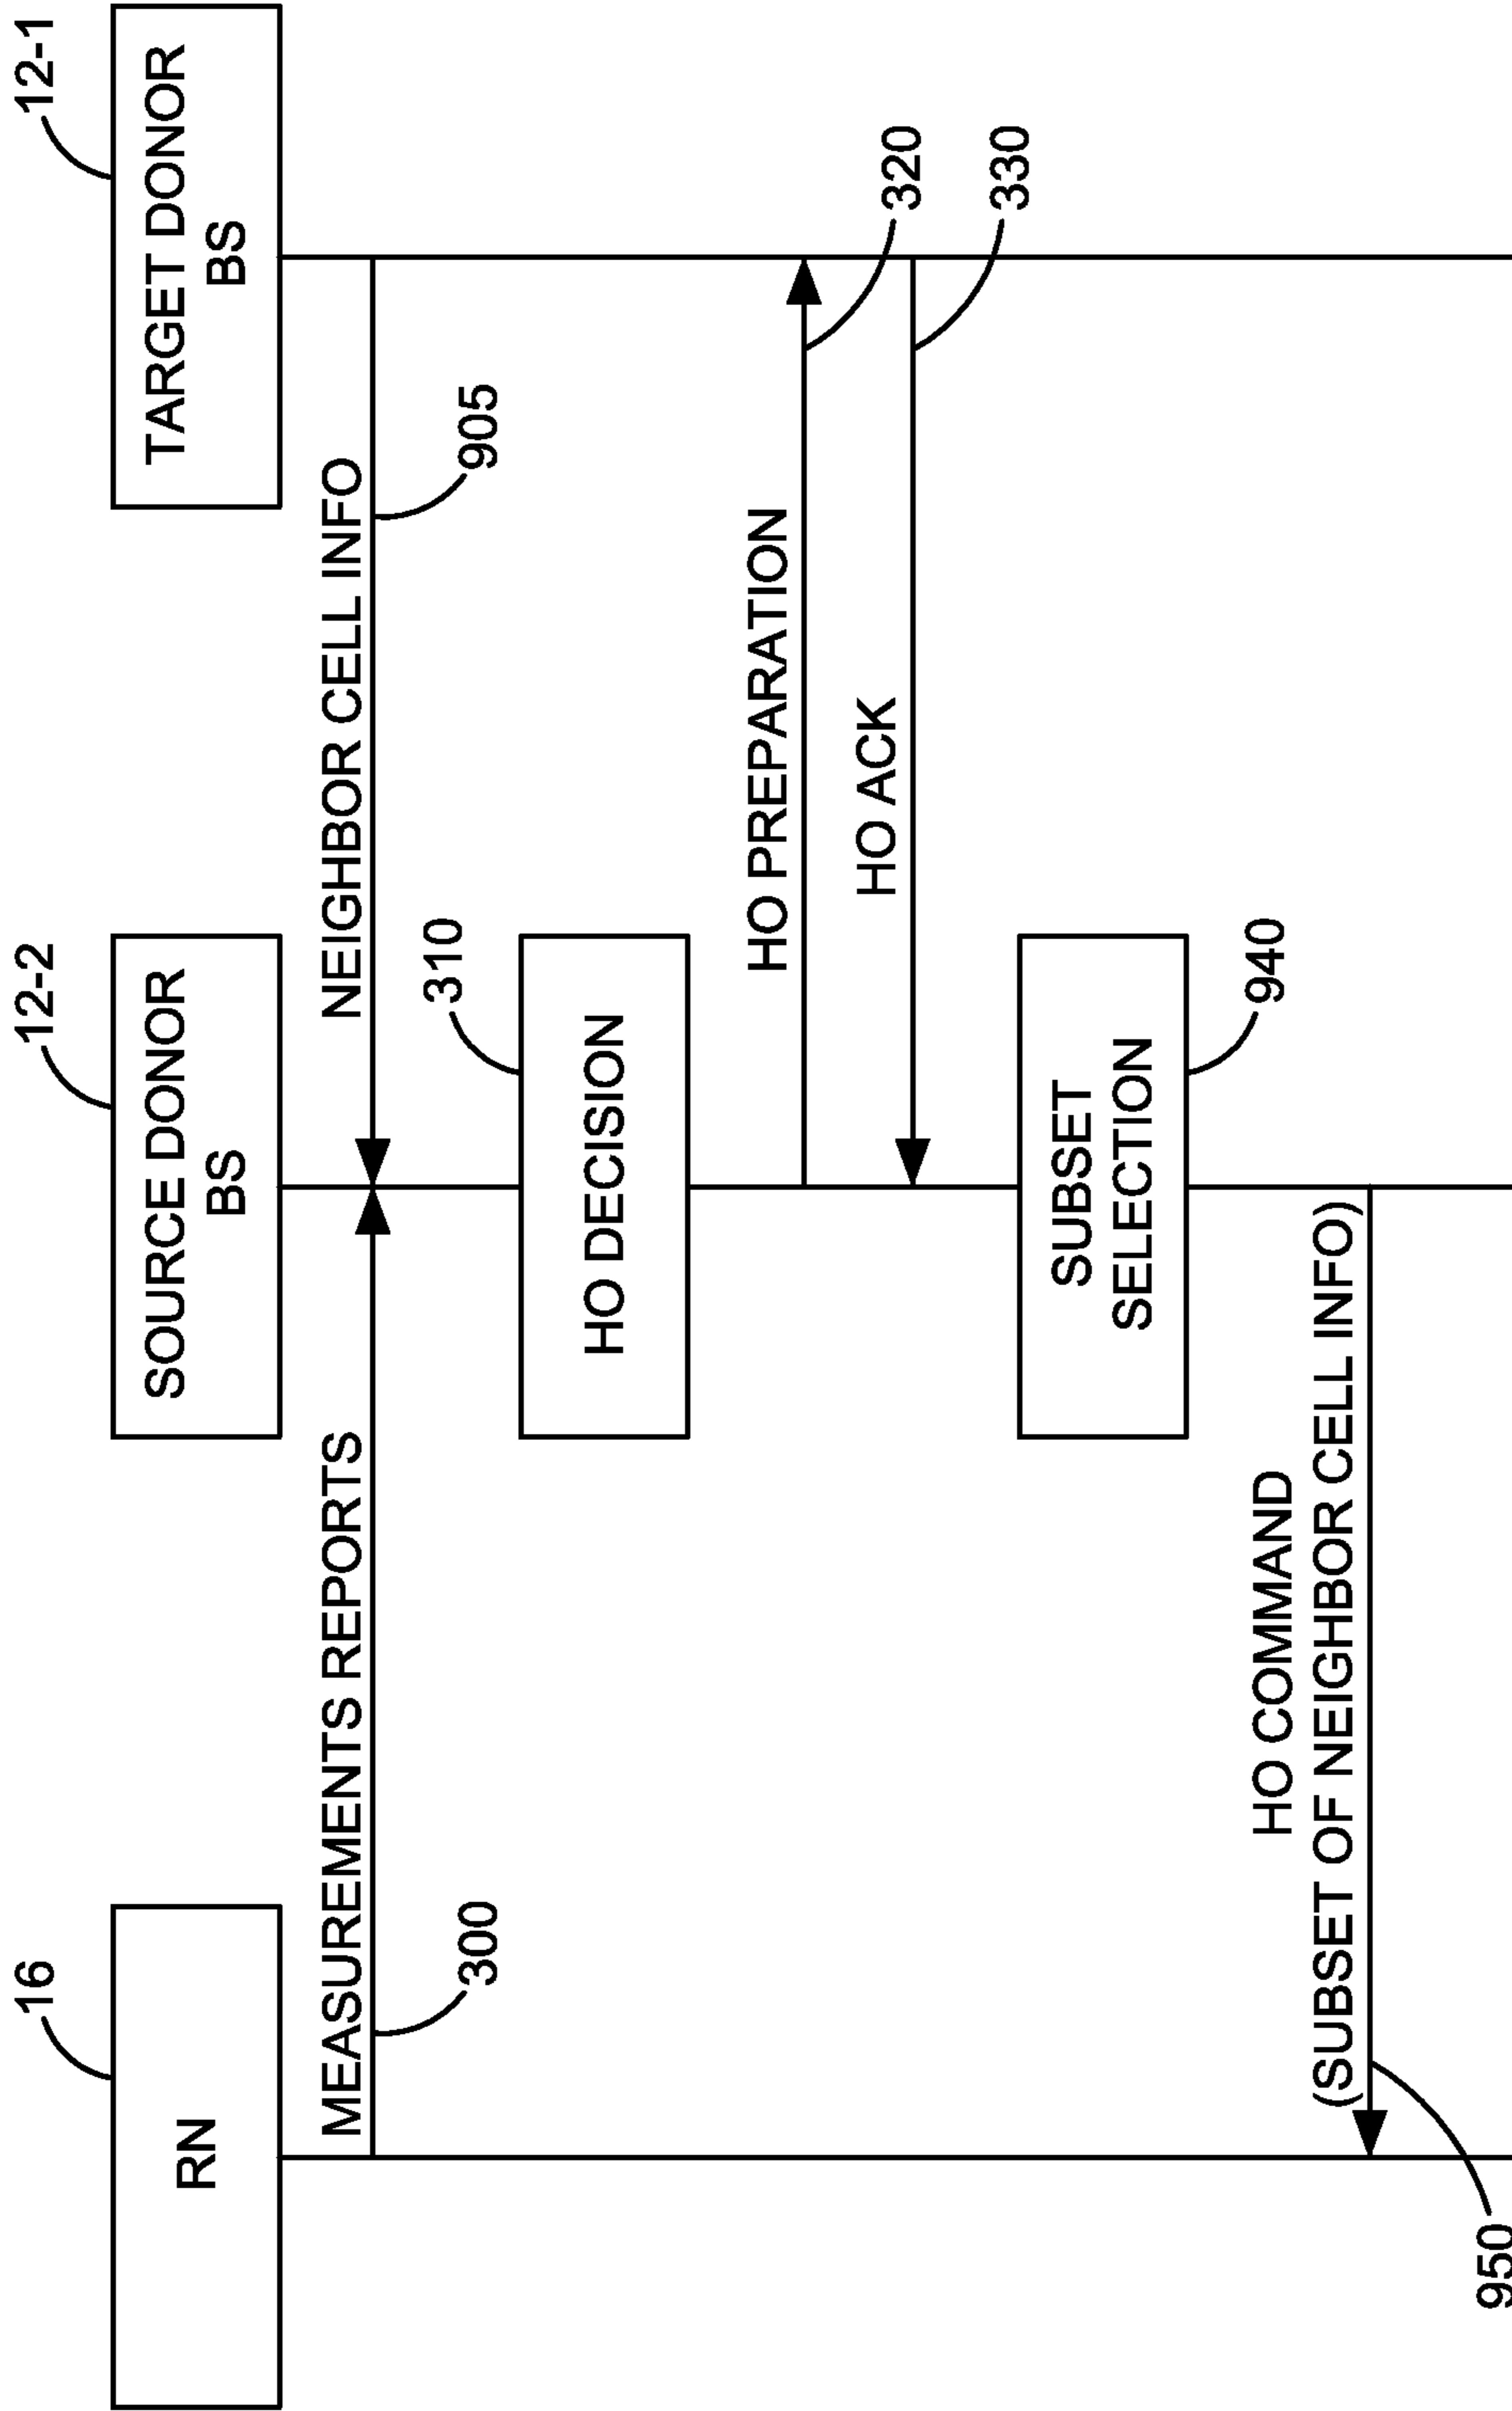 16
12-2
12-1
RN
SOURCE DONOR
BS
TARGET DONOR
BS
MEASUREMENTS REPORTS
NEIGHBOR CELL INFO
300
310
905
HO DECISION
HO PREPARATION
320
HO ACK
330
SUBSET
SELECTION
940
HO COMMAND
(SUBSET OF NEIGHBOR CELL INFO)
950